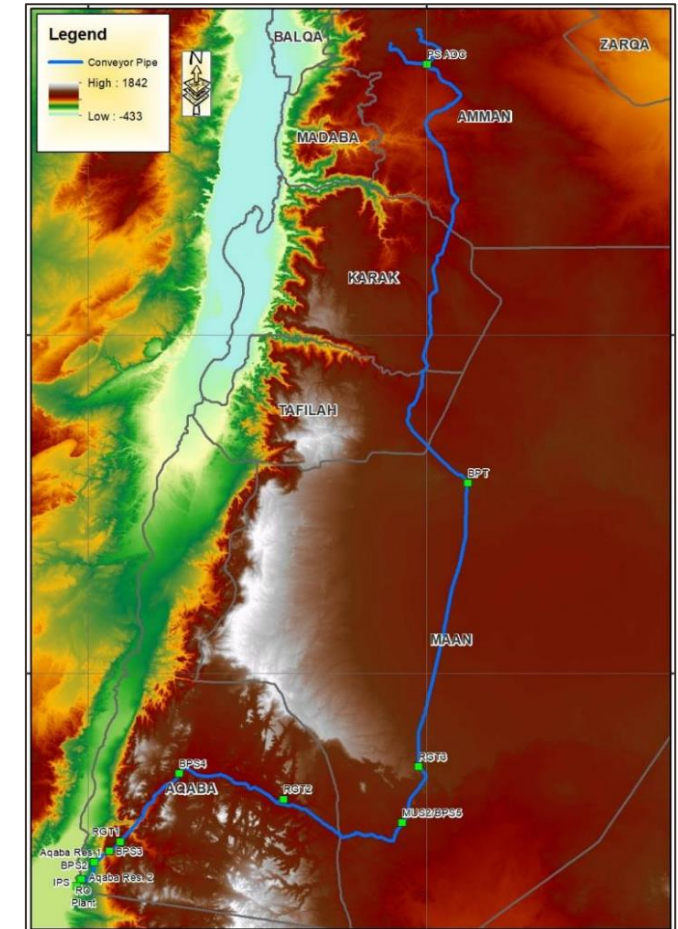 Legend
Conveyor Pipe
High : 1842
Low : -433
N
BALQA
ZARQA
PS ADC
AMMAN
MADABA
KARAK
TAFILAH
BPT
MAAN
RGT3
BPS4
AQABA
RGT2
MUS2/BPS5
RGT1
BPS3
Aqaba Res. 1
BPS2
Aqaba Res. 2
IPS
RO
Plant